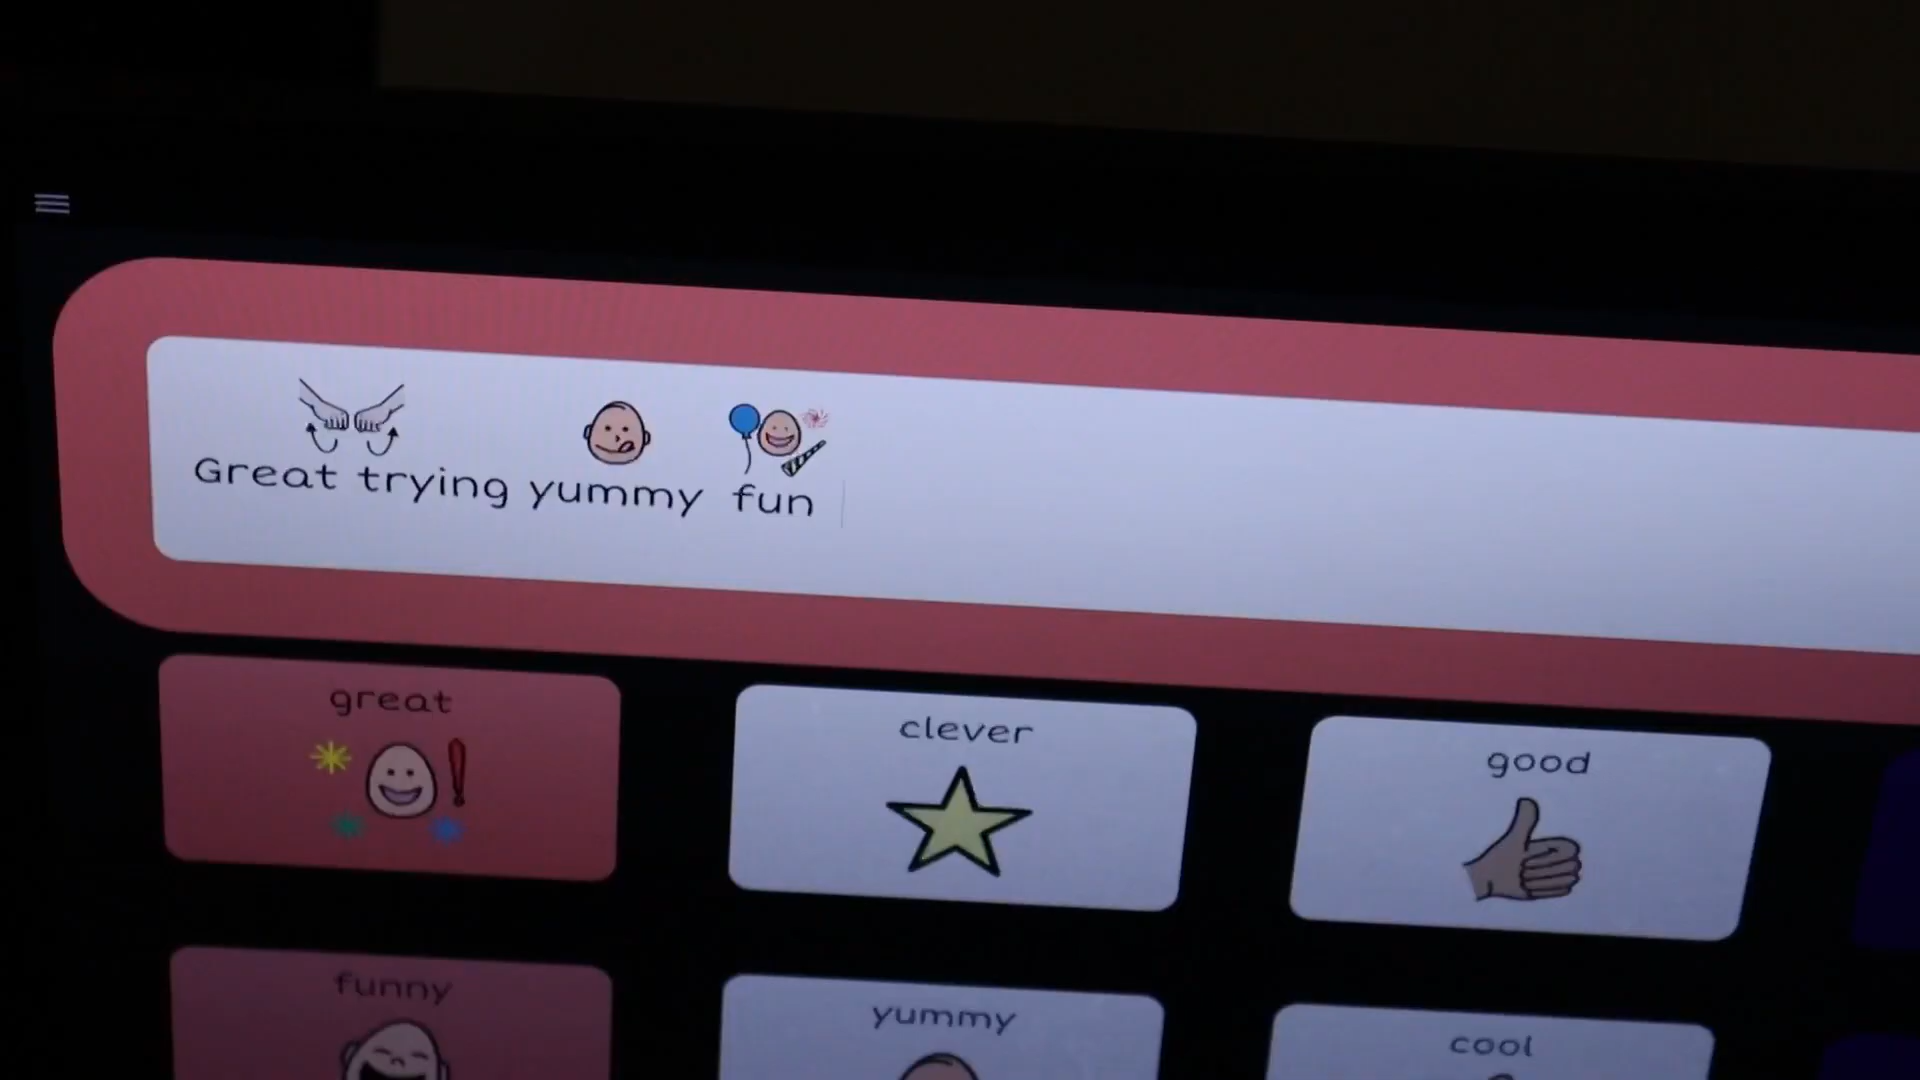 Great trying yummy fun
great
clever
good
funny
yummy
cool